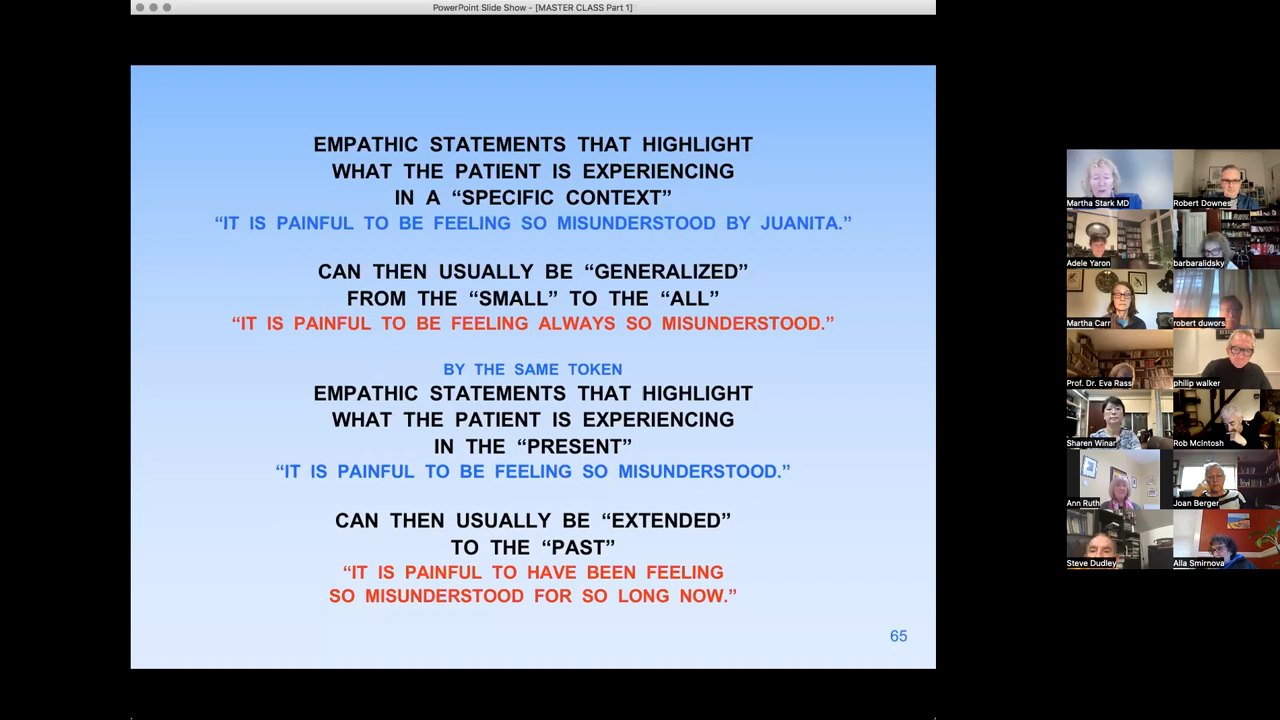 PowerPoint Slide Show - [MASTER CLASS Part 1]
EMPATHIC STATEMENTS THAT HIGHLIGHT
WHAT THE PATIENT IS EXPERIENCING
IN A “SPECIFIC CONTEXT”
“IT IS PAINFUL TO BE FEELING SO MISUNDERSTOOD BY JUANITA.”
CAN THEN USUALLY BE “GENERALIZED”
FROM THE “SMALL” TO THE “ALL”
“IT IS PAINFUL TO BE FEELING ALWAYS SO MISUNDERSTOOD.”
BY THE SAME TOKEN
EMPATHIC STATEMENTS THAT HIGHLIGHT
WHAT THE PATIENT IS EXPERIENCING
IN THE “PRESENT”
“IT IS PAINFUL TO BE FEELING SO MISUNDERSTOOD.”
CAN THEN USUALLY BE “EXTENDED”
TO THE “PAST”
“IT IS PAINFUL TO HAVE BEEN FEELING
SO MISUNDERSTOOD FOR SO LONG NOW.”
65
Martha Stark MD
Robert Downes
Adele Yaron
barbaralidsky
Martha Carr
robert duwors
Prof. Dr. Eva Rass
philip walker
Sharen Winar
Rob McIntosh
Ann Ruth
Joan Berger
Steve Dudley
Alla Smirnova